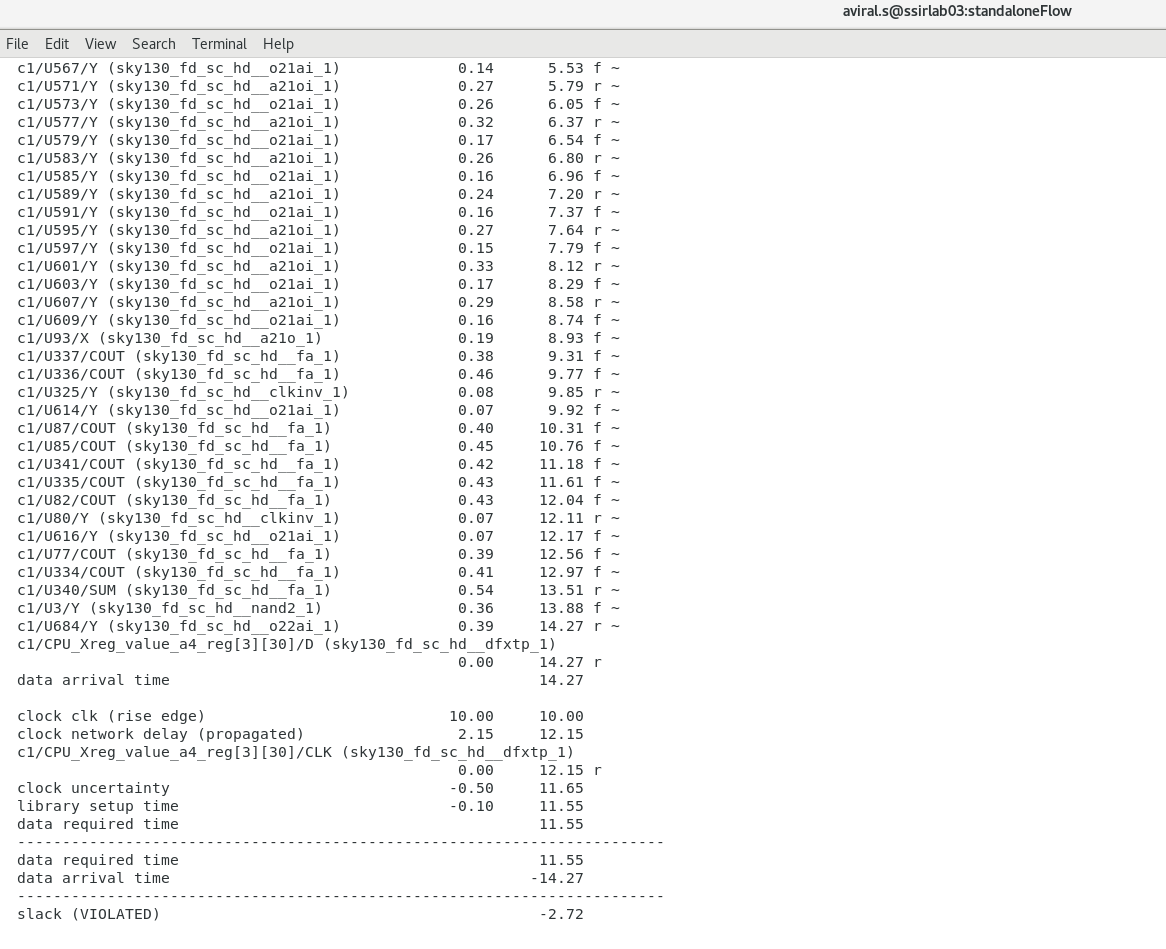 aviral.s@ssirlab03:standaloneFlow
File Edit View Search Terminal Help
c1/U567/Y (sky130_fd_sc_hd__o21ai_1) 0.14 5.53 f ~
c1/U571/Y (sky130_fd_sc_hd__a21oi_1) 0.27 5.79 r ~
c1/U573/Y (sky130_fd_sc_hd__o21ai_1) 0.26 6.05 f ~
c1/U577/Y (sky130_fd_sc_hd__a21oi_1) 0.32 6.37 r ~
c1/U579/Y (sky130_fd_sc_hd__o21ai_1) 0.17 6.54 f ~
c1/U583/Y (sky130_fd_sc_hd__a21oi_1) 0.26 6.80 r ~
c1/U585/Y (sky130_fd_sc_hd__o21ai_1) 0.16 6.96 f ~
c1/U589/Y (sky130_fd_sc_hd__a21oi_1) 0.24 7.20 r ~
c1/U591/Y (sky130_fd_sc_hd__o21ai_1) 0.16 7.37 f ~
c1/U595/Y (sky130_fd_sc_hd__a21oi_1) 0.27 7.64 r ~
c1/U597/Y (sky130_fd_sc_hd__o21ai_1) 0.15 7.79 f ~
c1/U601/Y (sky130_fd_sc_hd__a21oi_1) 0.33 8.12 r ~
c1/U603/Y (sky130_fd_sc_hd__o21ai_1) 0.17 8.29 f ~
c1/U607/Y (sky130_fd_sc_hd__a21oi_1) 0.29 8.58 r ~
c1/U609/Y (sky130_fd_sc_hd__o21ai_1) 0.16 8.74 f ~
c1/U93/X (sky130_fd_sc_hd__a21o_1) 0.19 8.93 f ~
c1/U337/COUT (sky130_fd_sc_hd__fa_1) 0.38 9.31 f ~
c1/U336/COUT (sky130_fd_sc_hd__fa_1) 0.46 9.77 f ~
c1/U325/Y (sky130_fd_sc_hd__clkinv_1) 0.08 9.85 r ~
c1/U614/Y (sky130_fd_sc_hd__o21ai_1) 0.07 9.92 f ~
c1/U87/COUT (sky130_fd_sc_hd__fa_1) 0.40 10.31 f ~
c1/U85/COUT (sky130_fd_sc_hd__fa_1) 0.45 10.76 f ~
c1/U341/COUT (sky130_fd_sc_hd__fa_1) 0.42 11.18 f ~
c1/U335/COUT (sky130_fd_sc_hd__fa_1) 0.43 11.61 f ~
c1/U82/COUT (sky130_fd_sc_hd__fa_1) 0.43 12.04 f ~
c1/U80/Y (sky130_fd_sc_hd__clkinv_1) 0.07 12.11 r ~
c1/U616/Y (sky130_fd_sc_hd__o21ai_1) 0.07 12.17 f ~
c1/U77/COUT (sky130_fd_sc_hd__fa_1) 0.39 12.56 f ~
c1/U334/COUT (sky130_fd_sc_hd__fa_1) 0.41 12.97 f ~
c1/U340/SUM (sky130_fd_sc_hd__fa_1) 0.54 13.51 r ~
c1/U3/Y (sky130_fd_sc_hd__nand2_1) 0.36 13.88 f ~
c1/U684/Y (sky130_fd_sc_hd__o22ai_1) 0.39 14.27 r ~
c1/CPU_Xreg_value_a4_reg[3][30]/D (sky130_fd_sc_hd__dfxtp_1)
0.00 14.27 r
data arrival time 14.27
clock clk (rise edge) 10.00 10.00
clock network delay (propagated) 2.15 12.15
c1/CPU_Xreg_value_a4_reg[3][30]/CLK (sky130_fd_sc_hd__dfxtp_1)
0.00 12.15 r
clock uncertainty -0.50 11.65
library setup time -0.10 11.55
data required time 11.55
------------------------------------------------------------------------
data required time 11.55
data arrival time -14.27
------------------------------------------------------------------------
slack (VIOLATED) -2.72